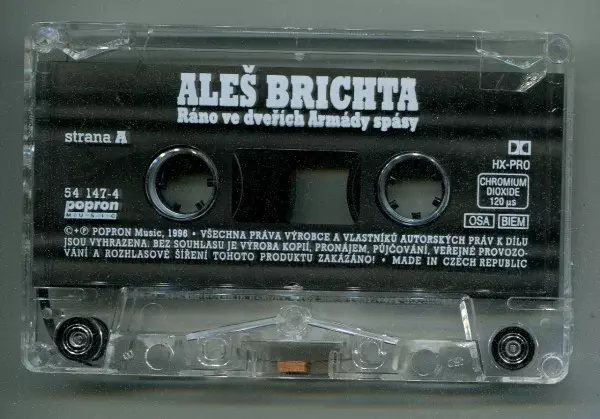 ALEŠ BRICHTA
Ráno ve dveřích Armády spásy
strana A
HX-PRO
54 147-4
popron
MUSIC
CHROMIUM
DIOXIDE
120 µs
OSA BIEM
©+Ⓟ POPRON Music, 1996 • VŠECHNA PRÁVA VÝROBCE A VLASTNÍKŮ AUTORSKÝCH PRÁV K DÍLU
JSOU VYHRAZENA. BEZ SOUHLASU JE VÝROBA KOPIÍ, PRONÁJEM, PŮJČOVÁNÍ, VEŘEJNÉ PROVOZO-
VÁNÍ A ROZHLASOVÉ ŠÍŘENÍ TOHOTO PRODUKTU ZAKÁZÁNO! • MADE IN CZECH REPUBLIC